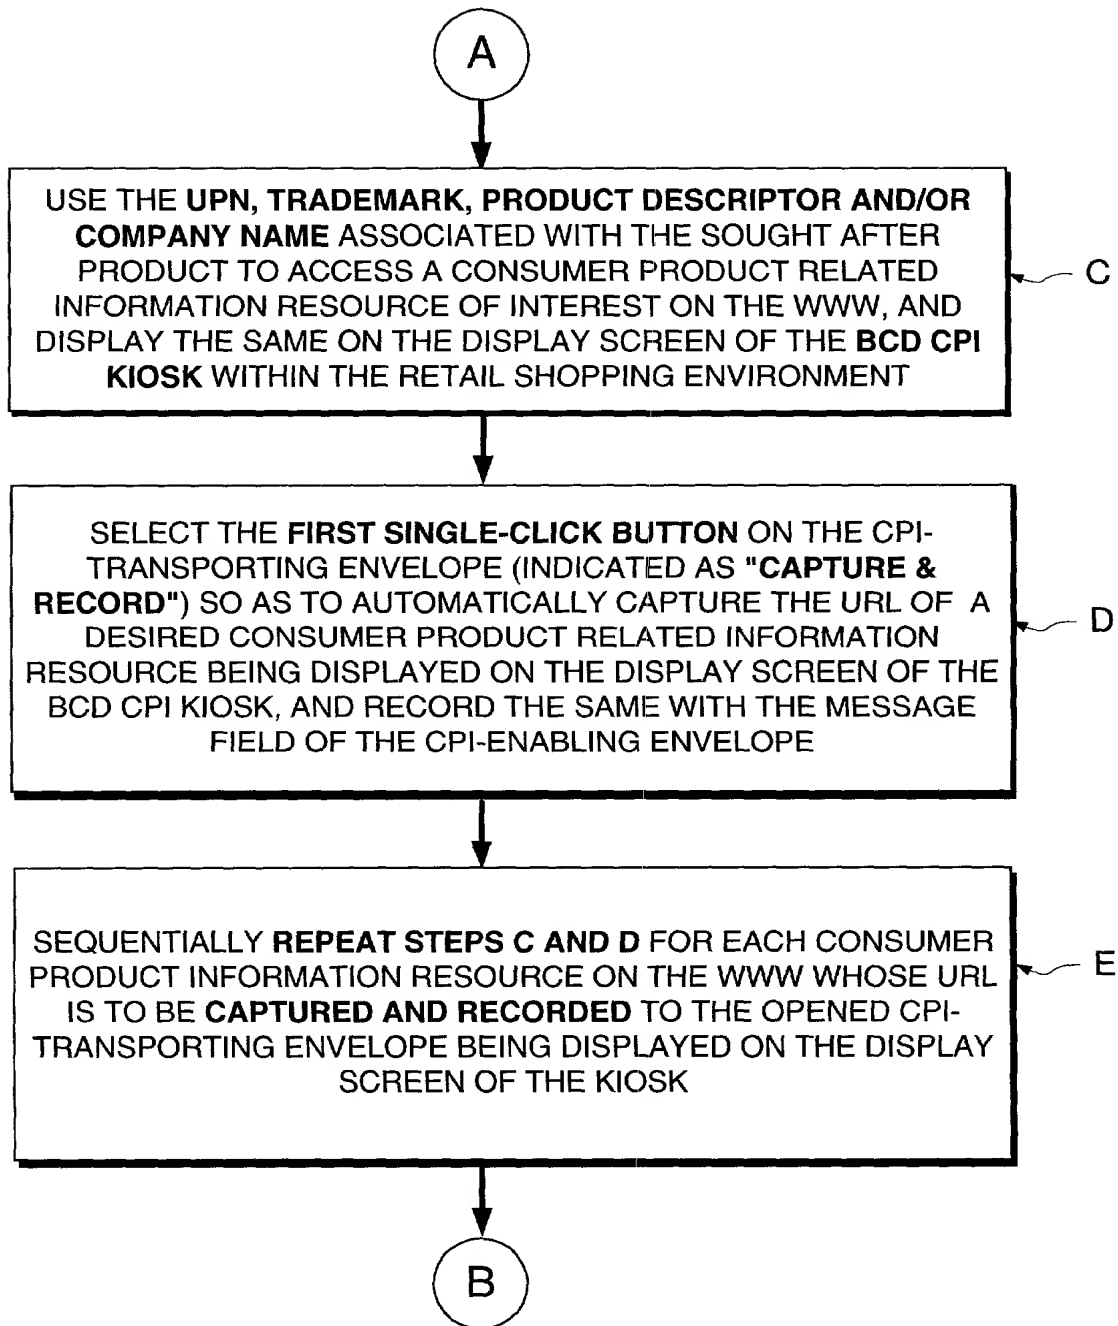 A
USE THE UPN, TRADEMARK, PRODUCT DESCRIPTOR AND/OR
COMPANY NAME ASSOCIATED WITH THE SOUGHT AFTER
PRODUCT TO ACCESS A CONSUMER PRODUCT RELATED
INFORMATION RESOURCE OF INTEREST ON THE WWW, AND
DISPLAY THE SAME ON THE DISPLAY SCREEN OF THE BCD CPI
KIOSK WITHIN THE RETAIL SHOPPING ENVIRONMENT
C
SELECT THE FIRST SINGLE-CLICK BUTTON ON THE CPI-
TRANSPORTING ENVELOPE (INDICATED AS "CAPTURE &
RECORD") SO AS TO AUTOMATICALLY CAPTURE THE URL OF A
DESIRED CONSUMER PRODUCT RELATED INFORMATION
RESOURCE BEING DISPLAYED ON THE DISPLAY SCREEN OF THE
BCD CPI KIOSK, AND RECORD THE SAME WITH THE MESSAGE
FIELD OF THE CPI-ENABLING ENVELOPE
D
SEQUENTIALLY REPEAT STEPS C AND D FOR EACH CONSUMER
PRODUCT INFORMATION RESOURCE ON THE WWW WHOSE URL
IS TO BE CAPTURED AND RECORDED TO THE OPENED CPI-
TRANSPORTING ENVELOPE BEING DISPLAYED ON THE DISPLAY
SCREEN OF THE KIOSK
E
B